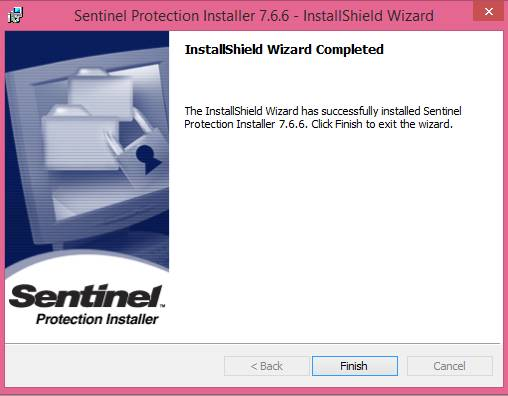 Sentinel Protection Installer 7.6.6 - InstallShield Wizard
InstallShield Wizard Completed
The InstallShield Wizard has successfully installed Sentinel
Protection Installer 7.6.6. Click Finish to exit the wizard.
Sentinel™
Protection Installer
< Back
Finish
Cancel